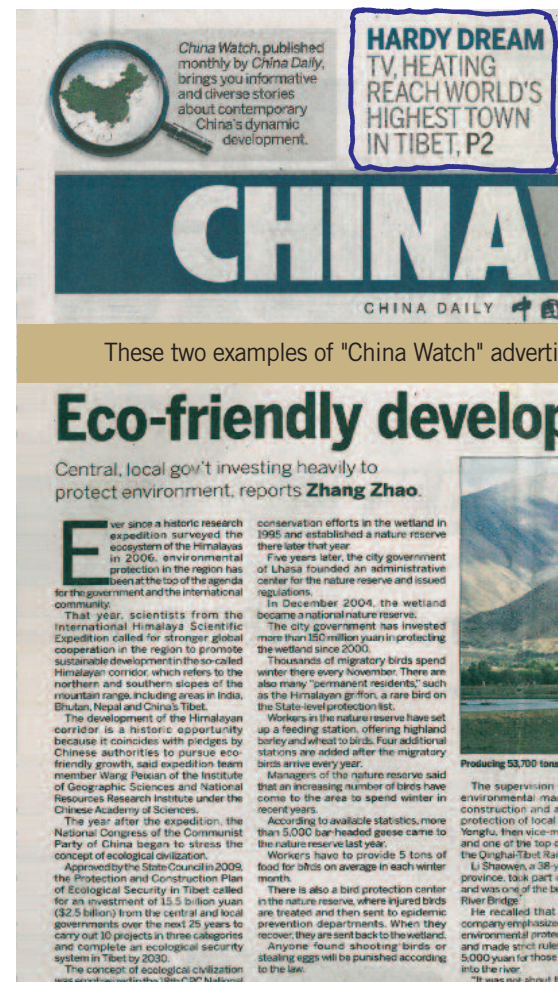 China Watch, published
monthly by China Daily,
brings you informative
and diverse stories
about contemporary
China's dynamic
development.
HARDY DREAM
TV, HEATING
REACH WORLD'S
HIGHEST TOWN
IN TIBET, P2
CHINA
CHINA DAILY 中國
These two examples of "China Watch" adverti
Eco-friendly develop
Central, local gov't investing heavily to
protect environment, reports Zhang Zhao.
Ever since a historic research
expedition surveyed the
ecosystem of the Himalayas
in 2006, environmental
protection in the region has
been at the top of the agenda
for the government and the international
community.
That year, scientists from the
International Himalaya Scientific
Expedition called for stronger global
cooperation in the region to promote
sustainable development in the so-called
Himalayan corridor, which refers to the
northern and southern slopes of the
mountain range, including areas in India,
Bhutan, Nepal and China's Tibet.
The development of the Himalayan
corridor is a historic opportunity
because it coincides with pledges by
Chinese authorities to pursue eco-
friendly growth, said expedition team
member Wang Peixian of the Institute
of Geographic Sciences and National
Resources Research Institute under the
Chinese Academy of Sciences.
The year after the expedition, the
National Congress of the Communist
Party of China began to stress the
concept of ecological civilization.
Approved by the State Council in 2009,
the Protection and Construction Plan
of Ecological Security in Tibet called
for an investment of 15.5 billion yuan
($2.5 billion) from the central and local
governments over the next 25 years to
carry out 10 projects in three categories
and complete an ecological security
system in Tibet by 2030.
The concept of ecological civilization
was emphasized in the 18th CPC National
conservation efforts in the wetland in
1995 and established a nature reserve
there later that year.
Five years later, the city government
of Lhasa founded an administrative
center for the nature reserve and issued
regulations.
In December 2004, the wetland
became a national nature reserve.
The city government has invested
more than 150 million yuan in protecting
the wetland since 2000.
Thousands of migratory birds spend
winter there every November. There are
also many "permanent residents," such
as the Himalayan griffon, a rare bird on
the State-level protection list.
Workers in the nature reserve have set
up a feeding station, offering highland
barley and wheat to birds. Four additional
stations are added after the migratory
birds arrive every year.
Managers of the nature reserve said
that an increasing number of birds have
come to the area to spend winter in
recent years.
According to available statistics, more
than 5,000 bar-headed geese came to
the nature reserve last year.
Workers have to provide 5 tons of
food for birds on average in each winter
month.
There is also a bird protection center
in the nature reserve, where injured birds
are treated and then sent to epidemic
prevention departments. When they
recover, they are sent back to the wetland.
Anyone found shooting birds or
stealing eggs will be punished according
to the law.
Producing 53,700 tons
The supervision
environmental ma
construction and a
protection of local
Yongfu, then vice-m
and one of the top c
the Qinghai-Tibet Rai
Li Shaowen, a 38-y
province, took part i
and was one of the bu
River Bridge.
He recalled that
company emphasize
environmental prote
and made strict rules
5,000 yuan for those
into the river.
"It was not about t